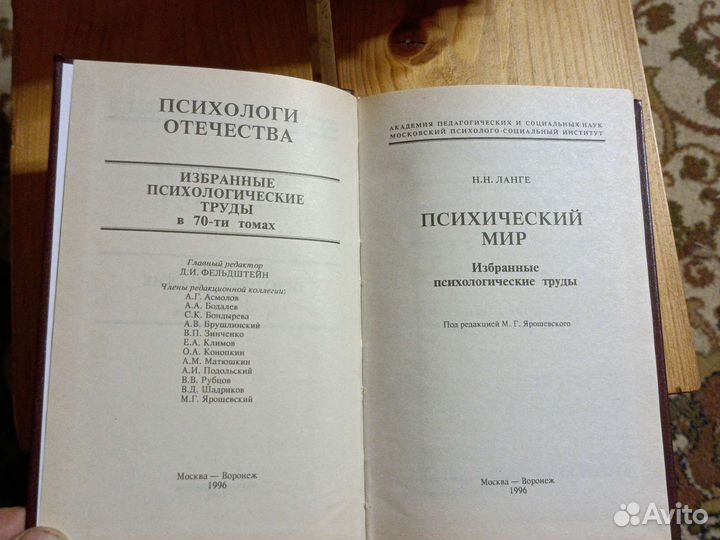 ПСИХОЛОГИ
ОТЕЧЕСТВА
ИЗБРАННЫЕ
ПСИХОЛОГИЧЕСКИЕ
ТРУДЫ
в 70-ти томах
Главный редактор
Д.И. ФЕЛЬДШТЕЙН
Члены редакционной коллегии:
А.Г. Асмолов
А.А. Бодалев
С.К. Бондырева
А.В. Брушлинский
В.П. Зинченко
Е.А. Климов
О.А. Конопкин
А.М. Матюшкин
А.И. Подольский
В.В. Рубцов
В.Д. Шадриков
М.Г. Ярошевский
Москва — Воронеж
1996
АКАДЕМИЯ ПЕДАГОГИЧЕСКИХ И СОЦИАЛЬНЫХ НАУК
МОСКОВСКИЙ ПСИХОЛОГО-СОЦИАЛЬНЫЙ ИНСТИТУТ
Н.Н. ЛАНГЕ
ПСИХИЧЕСКИЙ
МИР
Избранные
психологические труды
Под редакцией М. Г. Ярошевского
Москва — Воронеж
1996
Avito